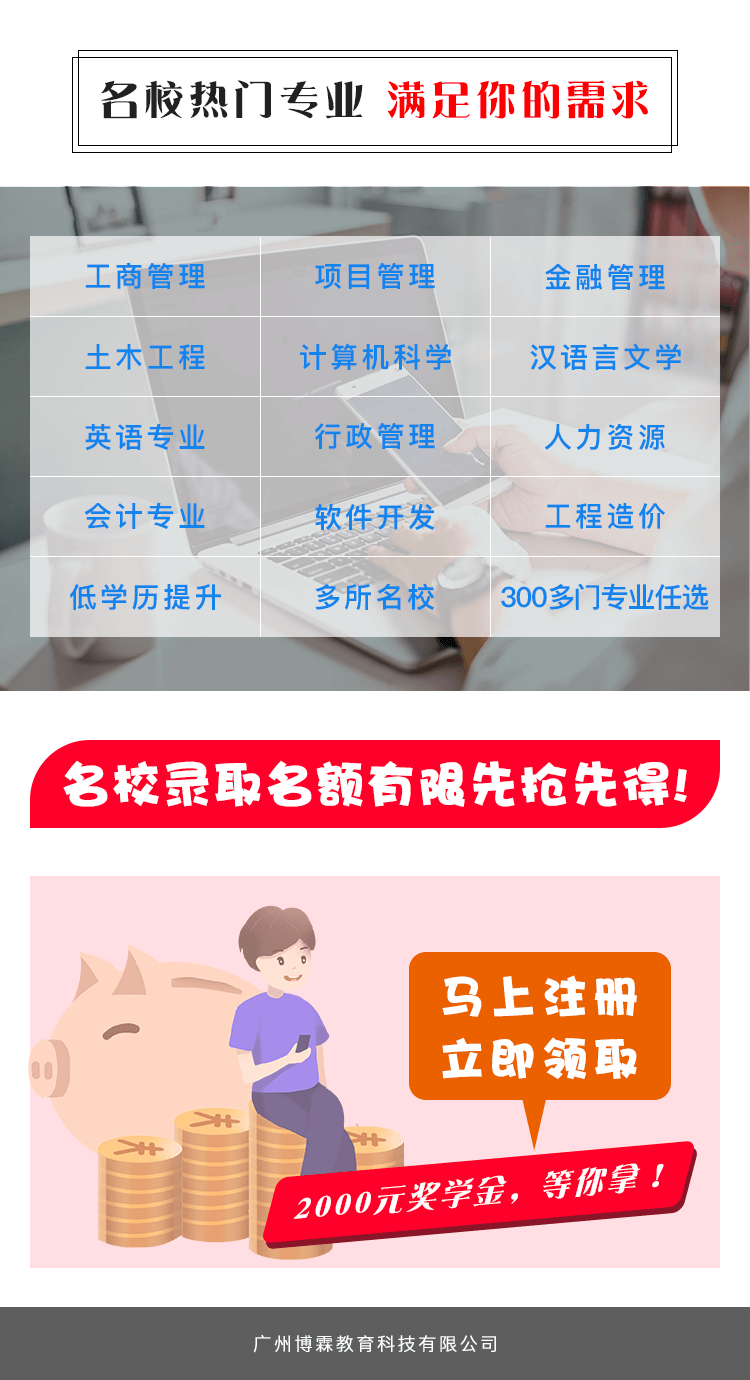 名校热门专业 满足你的需求
工商管理 项目管理 金融管理
土木工程 计算机科学 汉语言文学
英语专业 行政管理 人力资源
会计专业 软件开发 工程造价
低学历提升 多所名校 300多门专业任选
名校录取名额有限先抢先得!
马上注册
立即领取
2000元奖学金，等你拿！
广州博霖教育科技有限公司